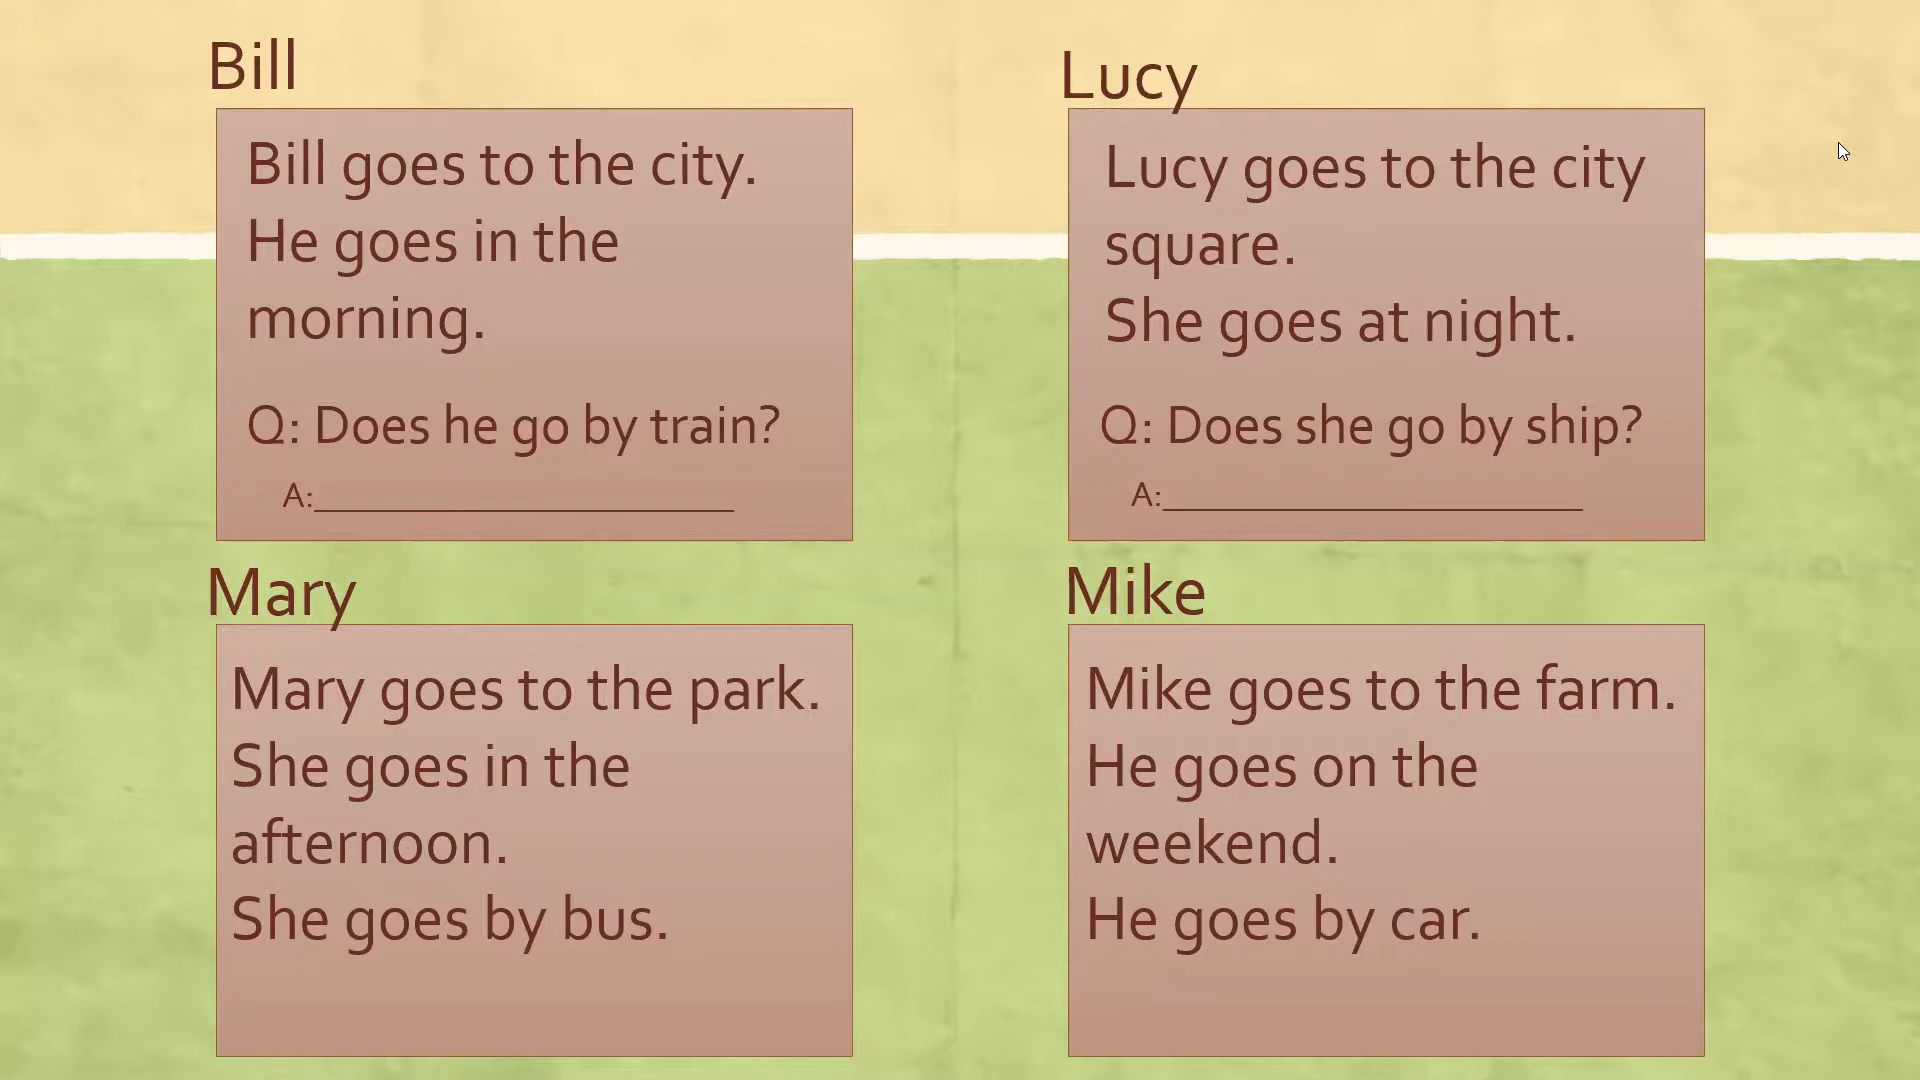 Bill
Bill goes to the city.
He goes in the
morning.
Q: Does he go by train?
A:______________________
Lucy
Lucy goes to the city
square.
She goes at night.
Q: Does she go by ship?
A:______________________
Mary
Mary goes to the park.
She goes in the
afternoon.
She goes by bus.
Mike
Mike goes to the farm.
He goes on the
weekend.
He goes by car.